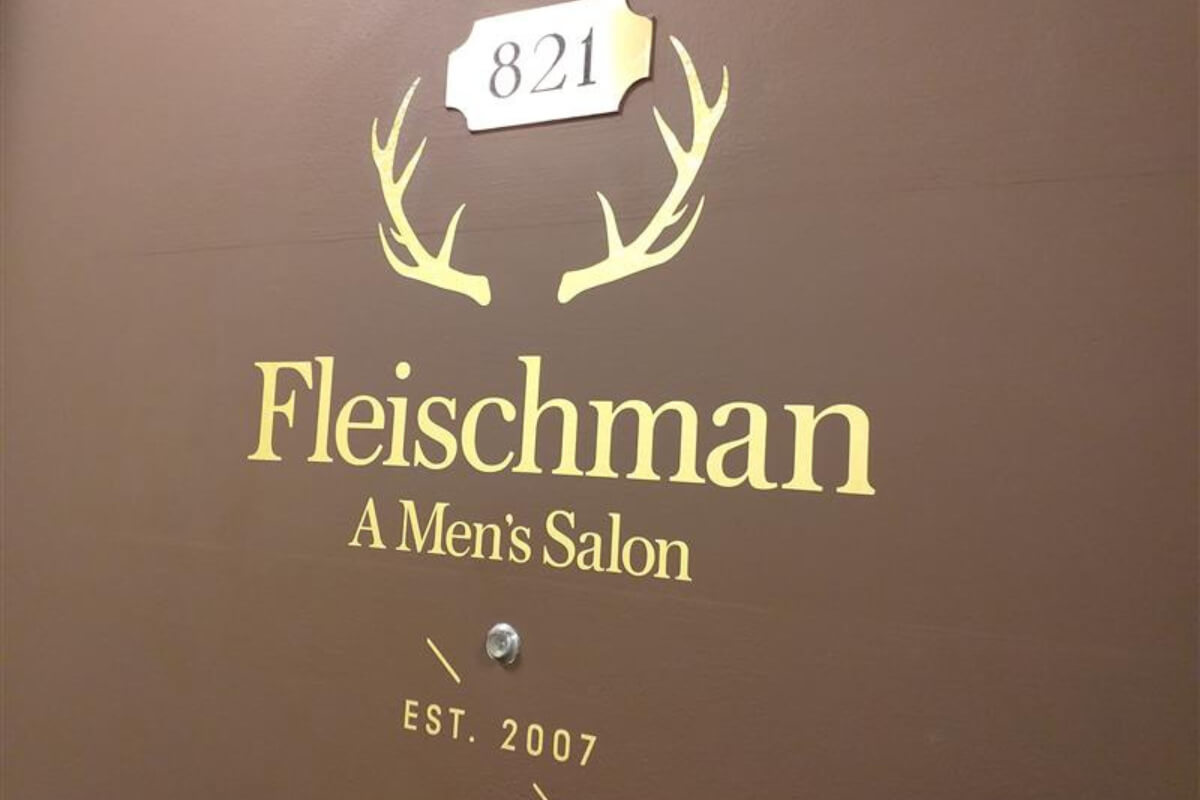 821
Fleischman
A Men's Salon
EST. 2007